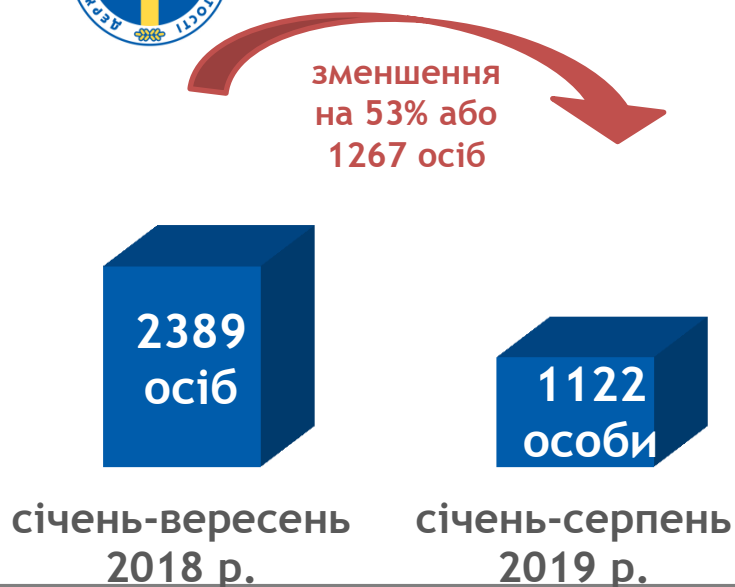 зменшення
на 53% або
1267 осіб
2389
осіб
1122
особи
січень-вересень
2018 р.
січень-серпень
2019 р.